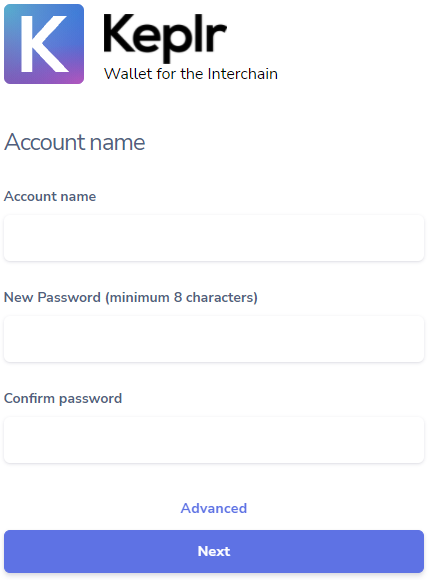 K
Keplr
Wallet for the Interchain
Account name
Account name
New Password (minimum 8 characters)
Confirm password
Advanced
Next